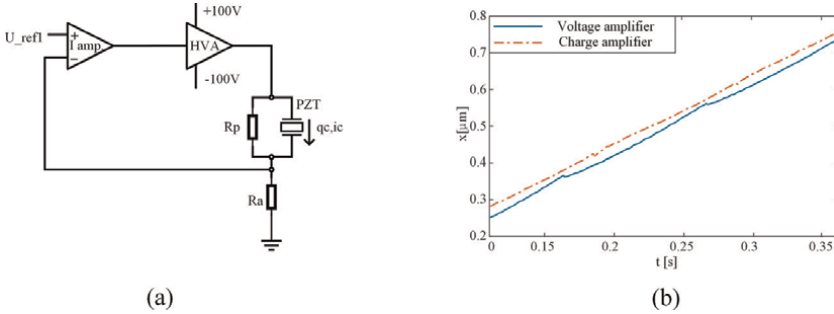 U_ref1
+
−
I amp.
+100V
HVA
-100V
PZT
Rp
qc,ic
Ra
(a)
0.8
0.7
0.6
0.5
0.4
0.3
0.2
x[µm]
Voltage amplifier
Charge amplifier
0
0.15
0.2
0.25
0.3
0.35
t [s]
(b)